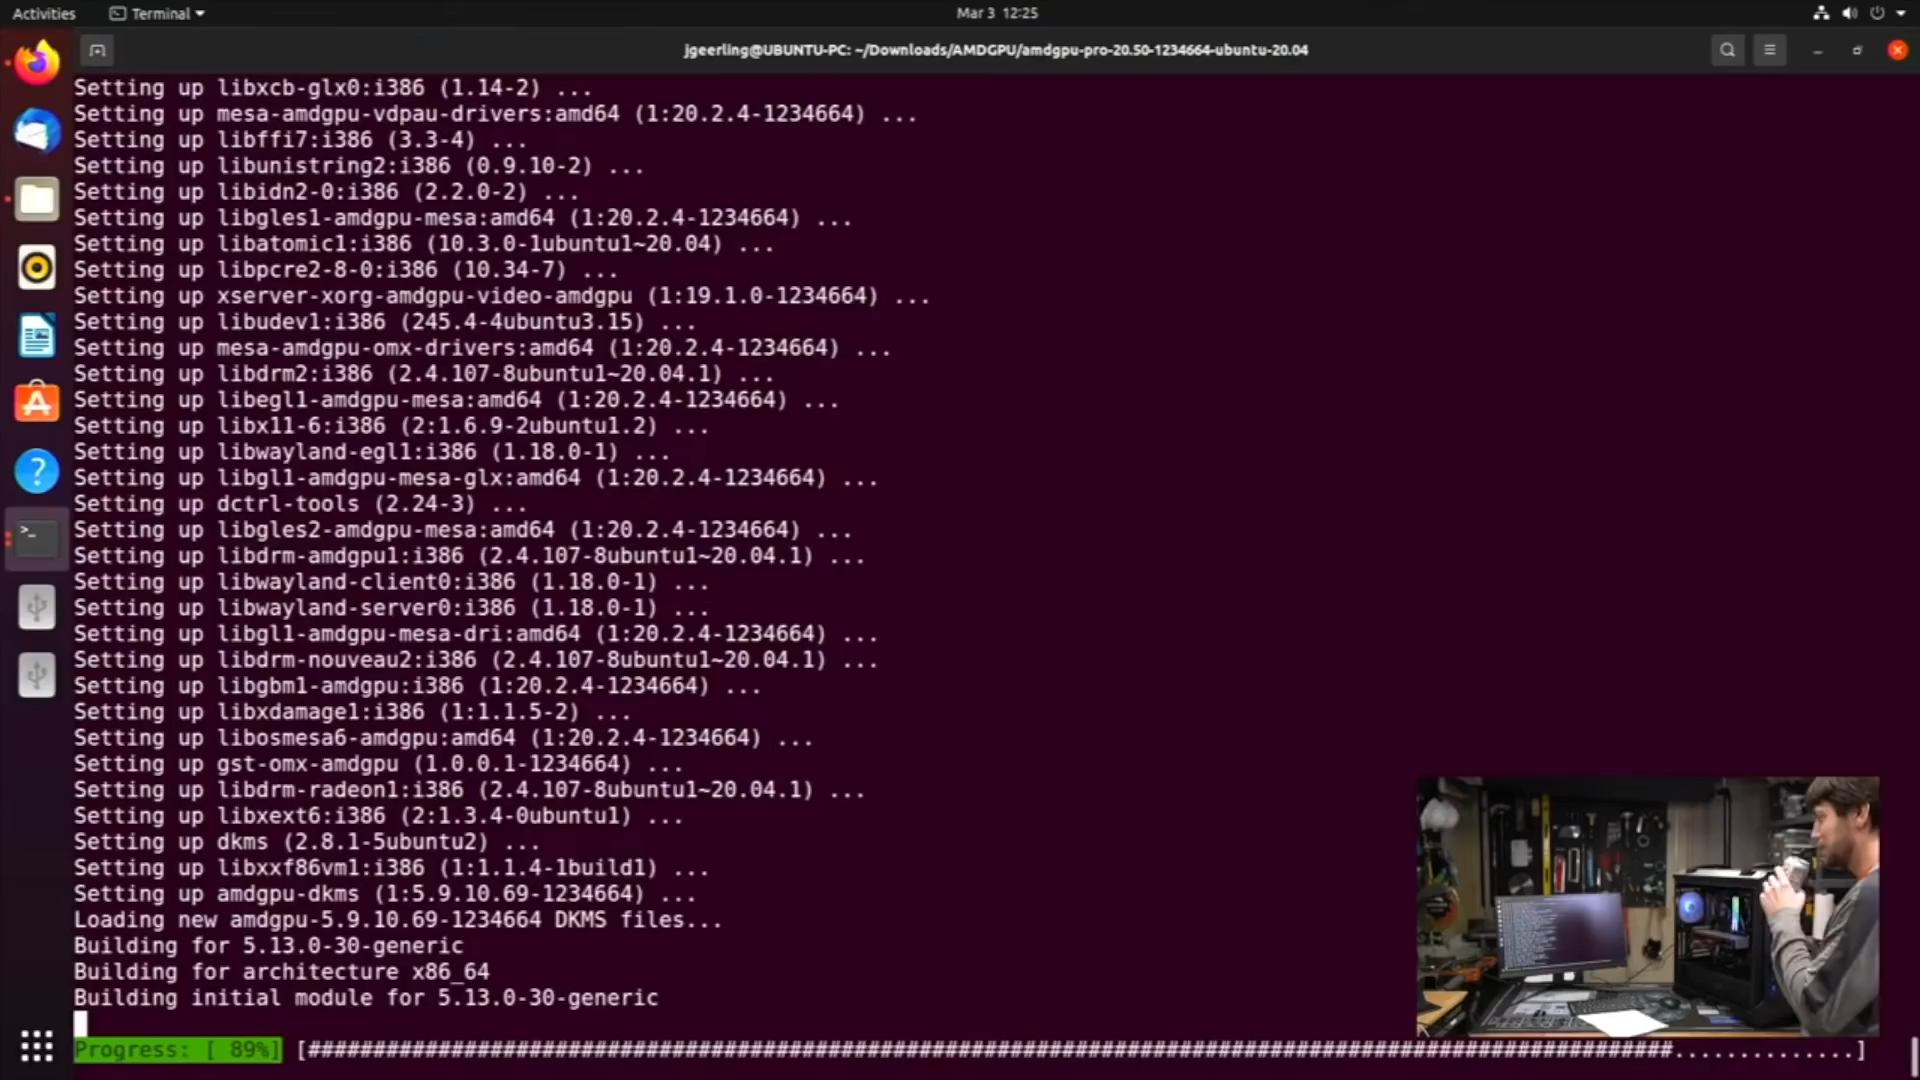 Activities
Terminal
Mar 3 12:25
jgeerling@UBUNTU-PC: ~/Downloads/AMDGPU/amdgpu-pro-20.50-1234664-ubuntu-20.04
Setting up libxcb-glx0:i386 (1.14-2) ...
Setting up mesa-amdgpu-vdpau-drivers:amd64 (1:20.2.4-1234664) ...
Setting up libffi7:i386 (3.3-4) ...
Setting up libunistring2:i386 (0.9.10-2) ...
Setting up libidn2-0:i386 (2.2.0-2) ...
Setting up libgles1-amdgpu-mesa:amd64 (1:20.2.4-1234664) ...
Setting up libatomic1:i386 (10.3.0-1ubuntu1~20.04) ...
Setting up libpcre2-8-0:i386 (10.34-7) ...
Setting up xserver-xorg-amdgpu-video-amdgpu (1:19.1.0-1234664) ...
Setting up libudev1:i386 (245.4-4ubuntu3.15) ...
Setting up mesa-amdgpu-omx-drivers:amd64 (1:20.2.4-1234664) ...
Setting up libdrm2:i386 (2.4.107-8ubuntu1~20.04.1) ...
Setting up libegl1-amdgpu-mesa:amd64 (1:20.2.4-1234664) ...
Setting up libx11-6:i386 (2:1.6.9-2ubuntu1.2) ...
Setting up libwayland-egl1:i386 (1.18.0-1) ...
Setting up libgl1-amdgpu-mesa-glx:amd64 (1:20.2.4-1234664) ...
Setting up dctrl-tools (2.24-3) ...
Setting up libgles2-amdgpu-mesa:amd64 (1:20.2.4-1234664) ...
Setting up libdrm-amdgpu1:i386 (2.4.107-8ubuntu1~20.04.1) ...
Setting up libwayland-client0:i386 (1.18.0-1) ...
Setting up libwayland-server0:i386 (1.18.0-1) ...
Setting up libgl1-amdgpu-mesa-dri:amd64 (1:20.2.4-1234664) ...
Setting up libdrm-nouveau2:i386 (2.4.107-8ubuntu1~20.04.1) ...
Setting up libgbm1-amdgpu:i386 (1:20.2.4-1234664) ...
Setting up libxdamage1:i386 (1:1.1.5-2) ...
Setting up libosmesa6-amdgpu:amd64 (1:20.2.4-1234664) ...
Setting up gst-omx-amdgpu (1.0.0.1-1234664) ...
Setting up libdrm-radeon1:i386 (2.4.107-8ubuntu1~20.04.1) ...
Setting up libxext6:i386 (2:1.3.4-0ubuntu1) ...
Setting up dkms (2.8.1-5ubuntu2) ...
Setting up libxxf86vm1:i386 (1:1.1.4-1build1) ...
Setting up amdgpu-dkms (1:5.9.10.69-1234664) ...
Loading new amdgpu-5.9.10.69-1234664 DKMS files...
Building for 5.13.0-30-generic
Building for architecture x86_64
Building initial module for 5.13.0-30-generic
Progress: [ 89%] [#########################################################################################################..............]